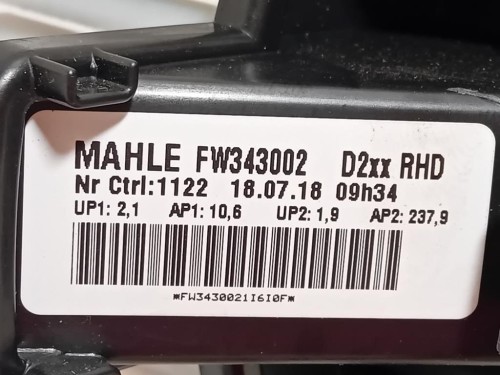 MAHLE FW343002 D2xx RHD
Nr Ctrl:1122 18.07.18 09h34
UP1: 2,1 AP1: 10,6 UP2: 1,9 AP2: 237,9
*FW3430021I6I0F*